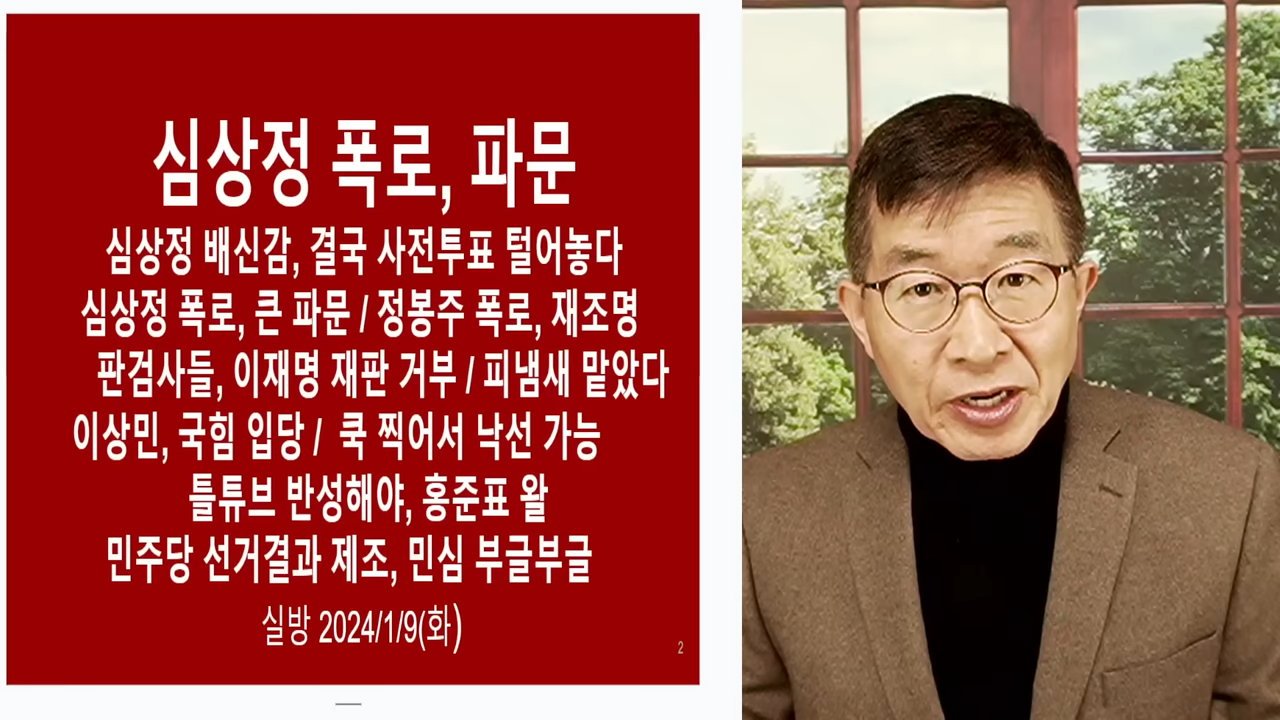 심상정 폭로, 파문
심상정 배신감, 결국 사전투표 털어놓다
심상정 폭로, 큰 파문 / 정봉주 폭로, 재조명
판검사들, 이재명 재판 거부 / 피냄새 맡았다
이상민, 국힘 입당 / 쿡 찍어서 낙선 가능
틀튜브 반성해야, 홍준표 왈
민주당 선거결과 제조, 민심 부글부글
실방 2024/1/9(화)
2